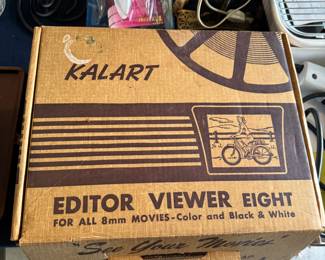 KALART
EDITOR VIEWER EIGHT
FOR ALL 8mm MOVIES-Color and Black & White
"See Your Movies"